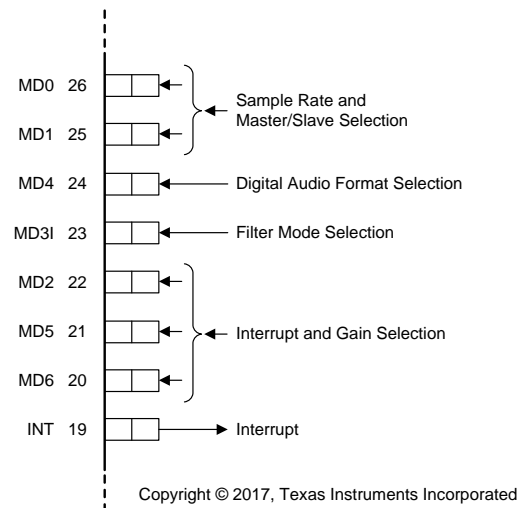 MD0 26
Sample Rate and
Master/Slave Selection
MD1 25
MD4 24 Digital Audio Format Selection
MD3I 23 Filter Mode Selection
MD2 22
MD5 21 Interrupt and Gain Selection
MD6 20
INT 19 Interrupt
Copyright © 2017, Texas Instruments Incorporated